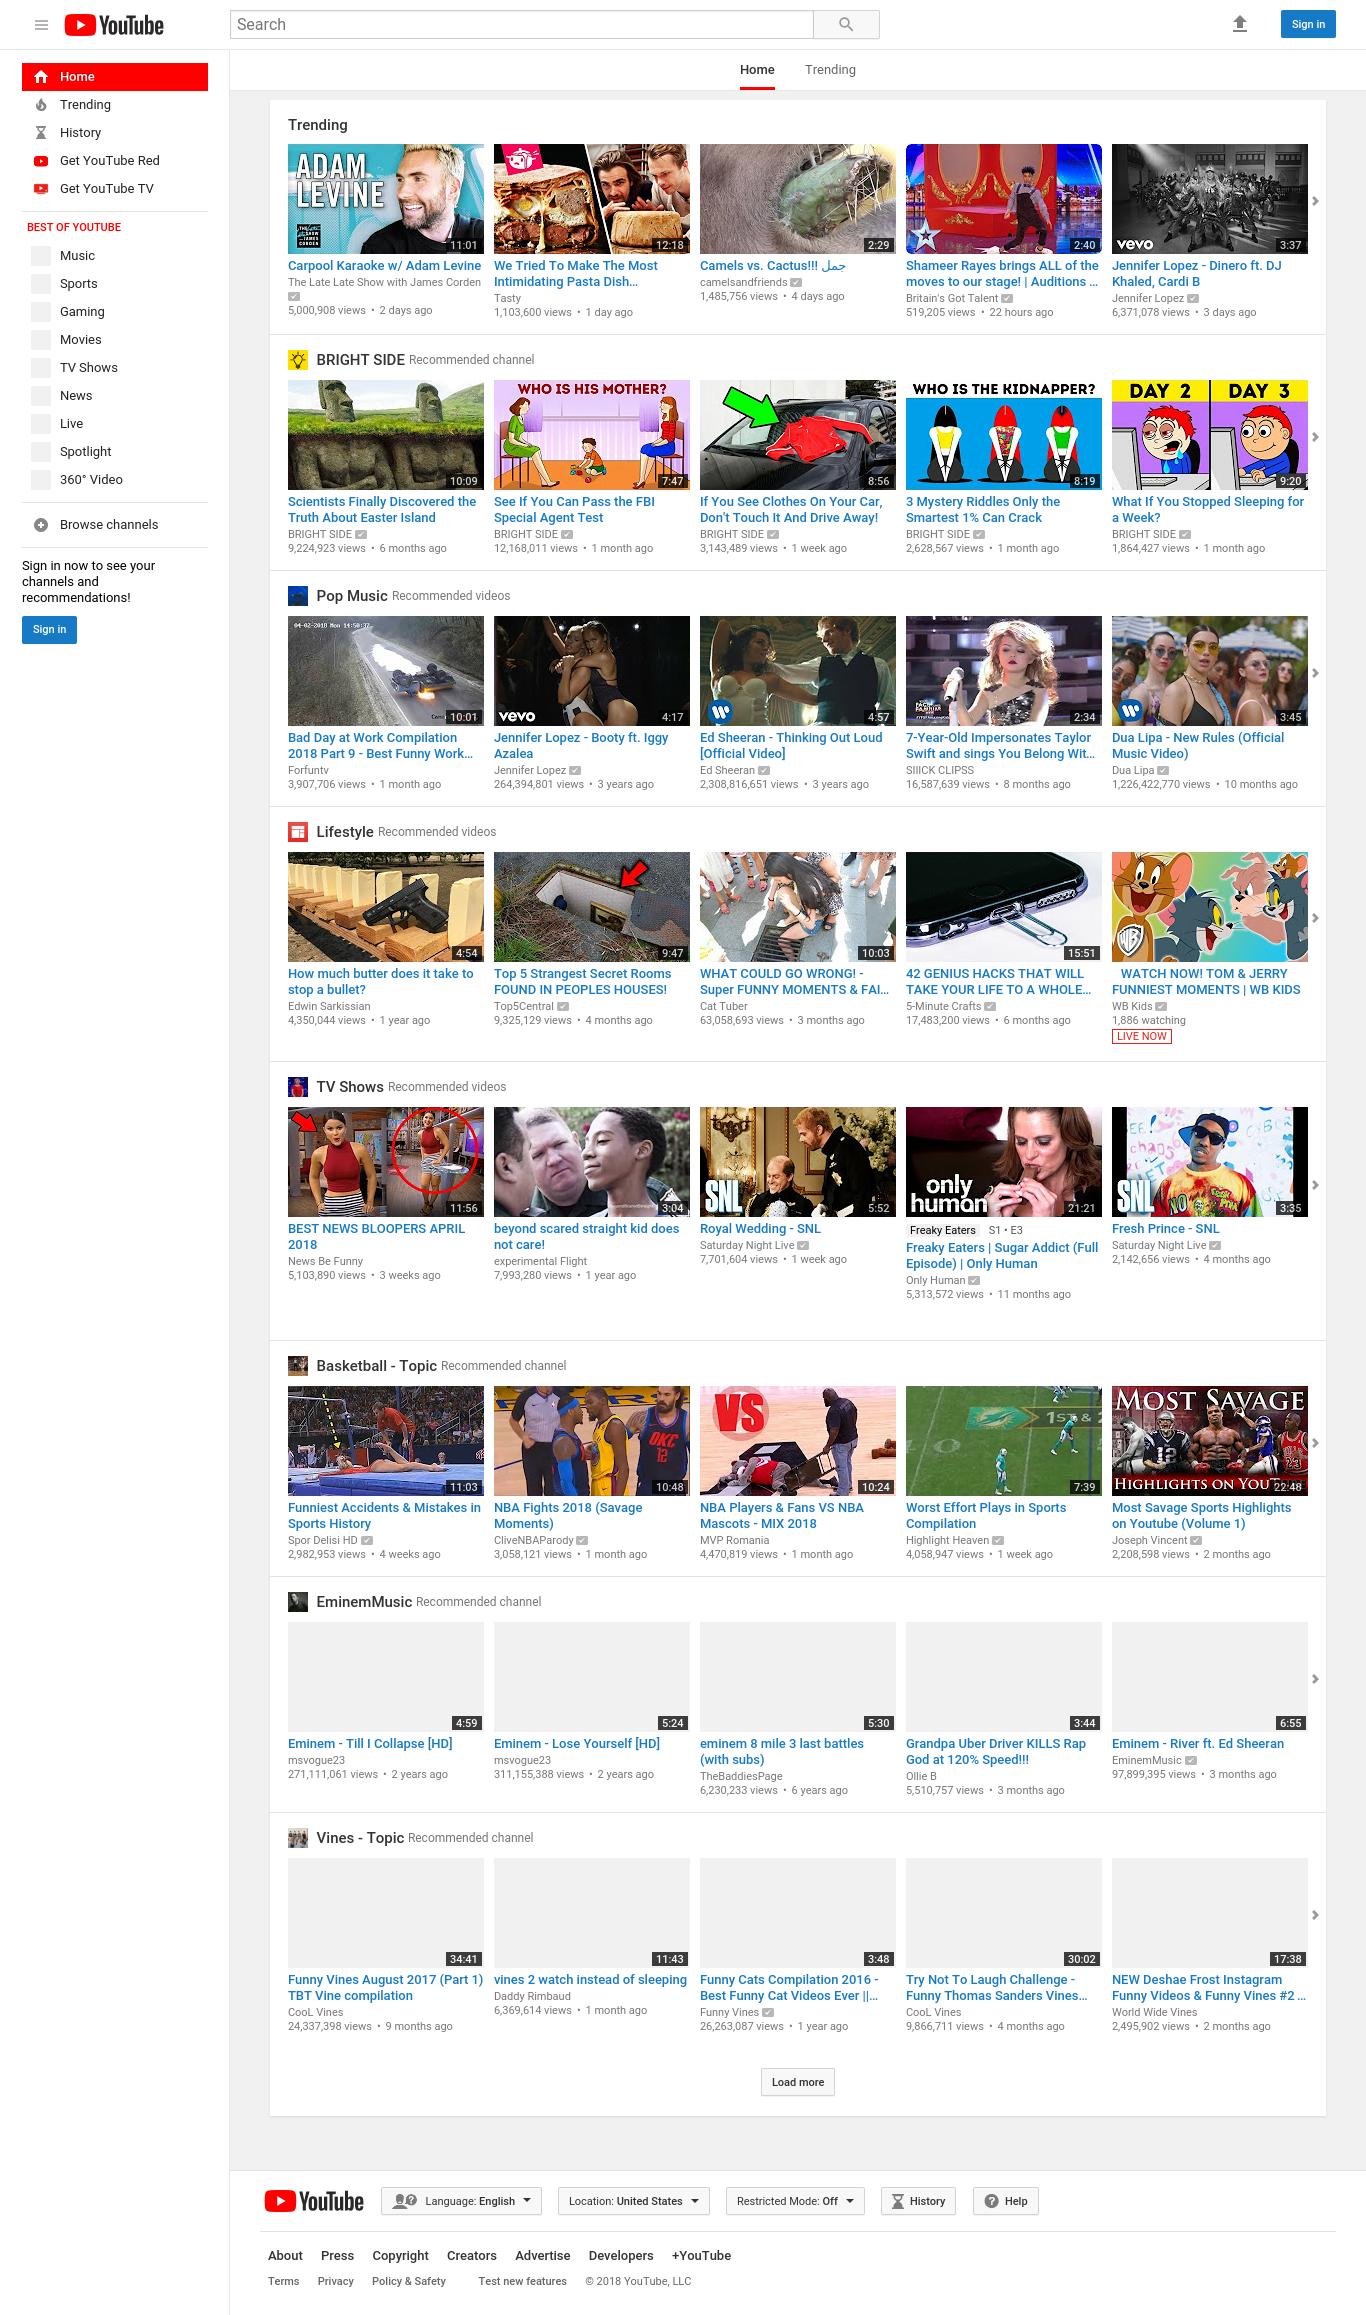 YouTube
Search
Sign in
Home
Trending
History
Get YouTube Red
Get YouTube TV
BEST OF YOUTUBE
Music
Sports
Gaming
Movies
TV Shows
News
Live
Spotlight
360° Video
Browse channels
Sign in now to see your
channels and
recommendations!
Sign in
Home Trending
Trending
ADAM
LEVINE
11:01
12:18
2:29
2:40
vevo
3:37
Carpool Karaoke w/ Adam Levine
The Late Late Show with James Corden
5,000,908 views • 2 days ago
We Tried To Make The Most
Intimidating Pasta Dish...
Tasty
1,103,600 views • 1 day ago
Camels vs. Cactus!!! جمل
camelsandfriends
1,485,756 views • 4 days ago
Shameer Rayes brings ALL of the
moves to our stage! | Auditions ...
Britain's Got Talent
519,205 views • 22 hours ago
Jennifer Lopez - Dinero ft. DJ
Khaled, Cardi B
Jennifer Lopez
6,371,078 views • 3 days ago
BRIGHT SIDE Recommended channel
10:09
WHO IS HIS MOTHER?
7:47
8:56
WHO IS THE KIDNAPPER?
8:19
DAY 2 DAY 3
9:20
Scientists Finally Discovered the
Truth About Easter Island
BRIGHT SIDE
9,224,923 views • 6 months ago
See If You Can Pass the FBI
Special Agent Test
BRIGHT SIDE
12,168,011 views • 1 month ago
If You See Clothes On Your Car,
Don't Touch It And Drive Away!
BRIGHT SIDE
3,143,489 views • 1 week ago
3 Mystery Riddles Only the
Smartest 1% Can Crack
BRIGHT SIDE
2,628,567 views • 1 month ago
What If You Stopped Sleeping for
a Week?
BRIGHT SIDE
1,864,427 views • 1 month ago
Pop Music Recommended videos
04-02-2018 Mon 14:50:37
10:01
vevo
4:17
4:57
2:34
3:45
Bad Day at Work Compilation
2018 Part 9 - Best Funny Work...
Forfuntv
3,907,706 views • 1 month ago
Jennifer Lopez - Booty ft. Iggy
Azalea
Jennifer Lopez
264,394,801 views • 3 years ago
Ed Sheeran - Thinking Out Loud
[Official Video]
Ed Sheeran
2,308,816,651 views • 3 years ago
7-Year-Old Impersonates Taylor
Swift and sings You Belong Wit...
SIIICK CLIPSS
16,587,639 views • 8 months ago
Dua Lipa - New Rules (Official
Music Video)
Dua Lipa
1,226,422,770 views • 10 months ago
Lifestyle Recommended videos
4:54
9:47
10:03
15:51
WB
How much butter does it take to
stop a bullet?
Edwin Sarkissian
4,350,044 views • 1 year ago
Top 5 Strangest Secret Rooms
FOUND IN PEOPLES HOUSES!
Top5Central
9,325,129 views • 4 months ago
WHAT COULD GO WRONG! -
Super FUNNY MOMENTS & FAI...
Cat Tuber
63,058,693 views • 3 months ago
42 GENIUS HACKS THAT WILL
TAKE YOUR LIFE TO A WHOLE...
5-Minute Crafts
17,483,200 views • 6 months ago
WATCH NOW! TOM & JERRY
FUNNIEST MOMENTS | WB KIDS
WB Kids
1,886 watching
LIVE NOW
TV Shows Recommended videos
11:56
3:04
SNL
5:52
only
human
21:21
SNL
3:35
BEST NEWS BLOOPERS APRIL
2018
News Be Funny
5,103,890 views • 3 weeks ago
beyond scared straight kid does
not care!
experimental Flight
7,993,280 views • 1 year ago
Royal Wedding - SNL
Saturday Night Live
7,701,604 views • 1 week ago
Freaky Eaters S1 • E3
Freaky Eaters | Sugar Addict (Full
Episode) | Only Human
Only Human
5,313,572 views • 11 months ago
Fresh Prince - SNL
Saturday Night Live
2,142,656 views • 4 months ago
Basketball - Topic Recommended channel
11:03
OKC
12
10:48
VS
10:24
1ST & 2
7:39
MOST SAVAGE
HIGHLIGHTS ON YOUT
22:48
Funniest Accidents & Mistakes in
Sports History
Spor Delisi HD
2,982,953 views • 4 weeks ago
NBA Fights 2018 (Savage
Moments)
CliveNBAParody
3,058,121 views • 1 month ago
NBA Players & Fans VS NBA
Mascots - MIX 2018
MVP Romania
4,470,819 views • 1 month ago
Worst Effort Plays in Sports
Compilation
Highlight Heaven
4,058,947 views • 1 week ago
Most Savage Sports Highlights
on Youtube (Volume 1)
Joseph Vincent
2,208,598 views • 2 months ago
EminemMusic Recommended channel
4:59
5:24
5:30
3:44
6:55
Eminem - Till I Collapse [HD]
msvogue23
271,111,061 views • 2 years ago
Eminem - Lose Yourself [HD]
msvogue23
311,155,388 views • 2 years ago
eminem 8 mile 3 last battles
(with subs)
TheBaddiesPage
6,230,233 views • 6 years ago
Grandpa Uber Driver KILLS Rap
God at 120% Speed!!!
Ollie B
5,510,757 views • 3 months ago
Eminem - River ft. Ed Sheeran
EminemMusic
97,899,395 views • 3 months ago
Vines - Topic Recommended channel
34:41
11:43
3:48
30:02
17:38
Funny Vines August 2017 (Part 1)
TBT Vine compilation
CooL Vines
24,337,398 views • 9 months ago
vines 2 watch instead of sleeping
Daddy Rimbaud
6,369,614 views • 1 month ago
Funny Cats Compilation 2016 -
Best Funny Cat Videos Ever ||...
Funny Vines
26,263,087 views • 1 year ago
Try Not To Laugh Challenge -
Funny Thomas Sanders Vines...
CooL Vines
9,866,711 views • 4 months ago
NEW Deshae Frost Instagram
Funny Videos & Funny Vines #2 ...
World Wide Vines
2,495,902 views • 2 months ago
Load more
YouTube Language: English Location: United States Restricted Mode: Off History Help
About Press Copyright Creators Advertise Developers +YouTube
Terms Privacy Policy & Safety Test new features © 2018 YouTube, LLC